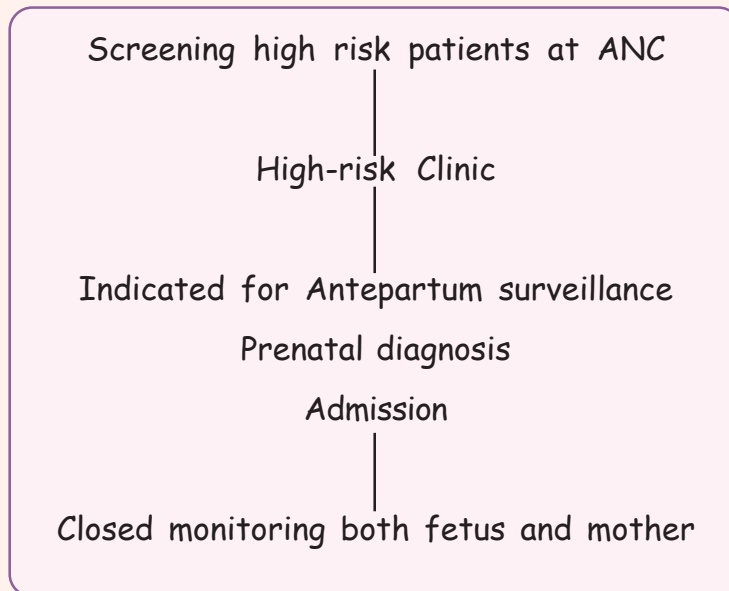 Screening high risk patients at ANC
High-risk Clinic
Indicated for Antepartum surveillance
Prenatal diagnosis
Admission
Closed monitoring both fetus and mother